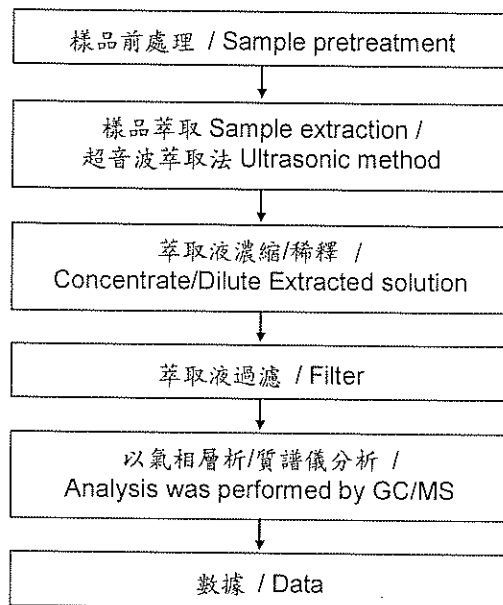 樣品前處理 / Sample pretreatment
樣品萃取 Sample extraction /
超音波萃取法 Ultrasonic method
萃取液濃縮/稀釋 /
Concentrate/Dilute Extracted solution
萃取液過濾 / Filter
以氣相層析/質譜儀分析 /
Analysis was performed by GC/MS
數據 / Data